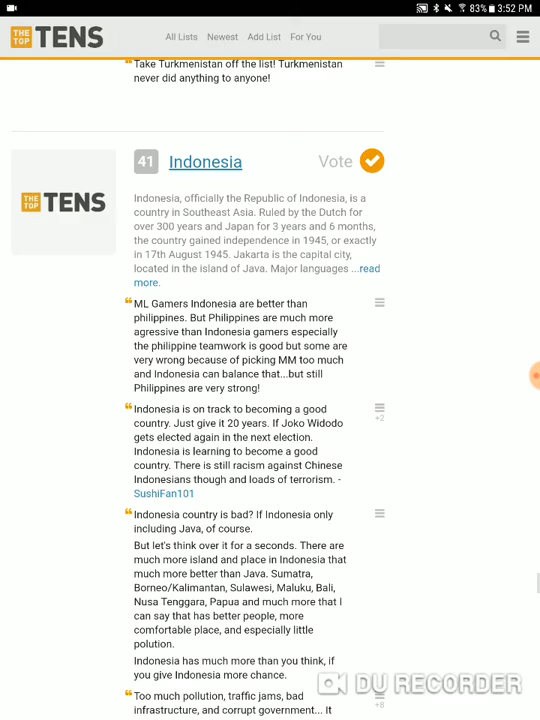 83% 3:52 PM
THE TOP TENS
All Lists Newest Add List For You
❝Take Turkmenistan off the list! Turkmenistan
never did anything to anyone!
41 Indonesia Vote
THE TOP TENS
Indonesia, officially the Republic of Indonesia, is a
country in Southeast Asia. Ruled by the Dutch for
over 300 years and Japan for 3 years and 6 months,
the country gained independence in 1945, or exactly
in 17th August 1945. Jakarta is the capital city,
located in the island of Java. Major languages ...read
more.
❝ML Gamers Indonesia are better than
philippines. But Philippines are much more
agressive than Indonesia gamers especially
the philippine teamwork is good but some are
very wrong because of picking MM too much
and Indonesia can balance that...but still
Philippines are very strong!
❝Indonesia is on track to becoming a good
country. Just give it 20 years. If Joko Widodo
+2
gets elected again in the next election.
Indonesia is learning to become a good
country. There is still racism against Chinese
Indonesians though and loads of terrorism. -
SushiFan101
❝Indonesia country is bad? If Indonesia only
including Java, of course.
But let's think over it for a seconds. There are
much more island and place in Indonesia that
much more better than Java. Sumatra,
Borneo/Kalimantan, Sulawesi, Maluku, Bali,
Nusa Tenggara, Papua and much more that I
can say that has better people, more
comfortable place, and especially little
polution.
Indonesia has much more than you think, if
you give Indonesia more chance.
DU RECORDER
❝Too much pollution, traffic jams, bad
+8
infrastructure, and corrupt government... It